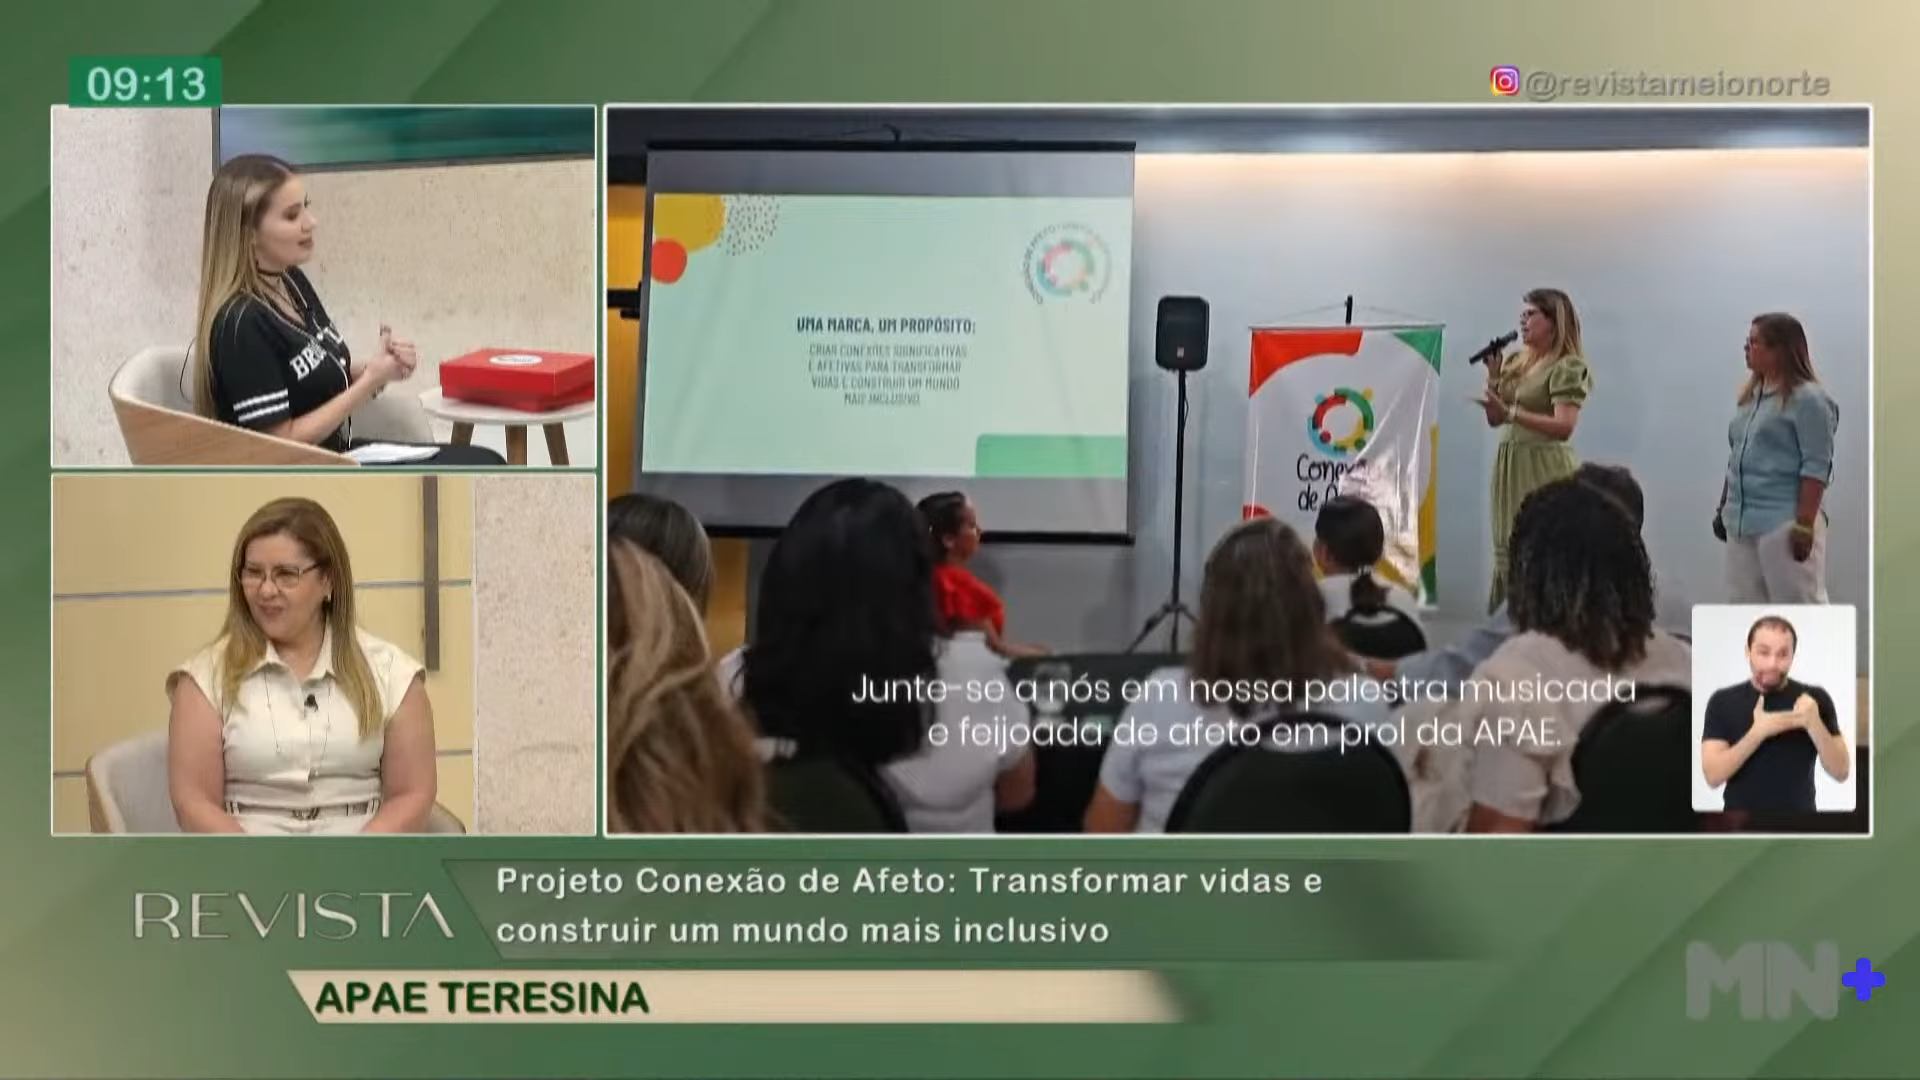 09:13
@revistameionorte
UMA MARCA, UM PROPÓSITO:
CRIAR CONEXÕES SIGNIFICATIVAS
E AFETIVAS PARA TRANSFORMAR
VIDAS E CONSTRUIR UM MUNDO
MAIS INCLUSIVO.
Junte-se a nós em nossa palestra musicada
e feijoada de afeto em prol da APAE.
REVISTA
Projeto Conexão de Afeto: Transformar vidas e
construir um mundo mais inclusivo
APAE TERESINA
MN+